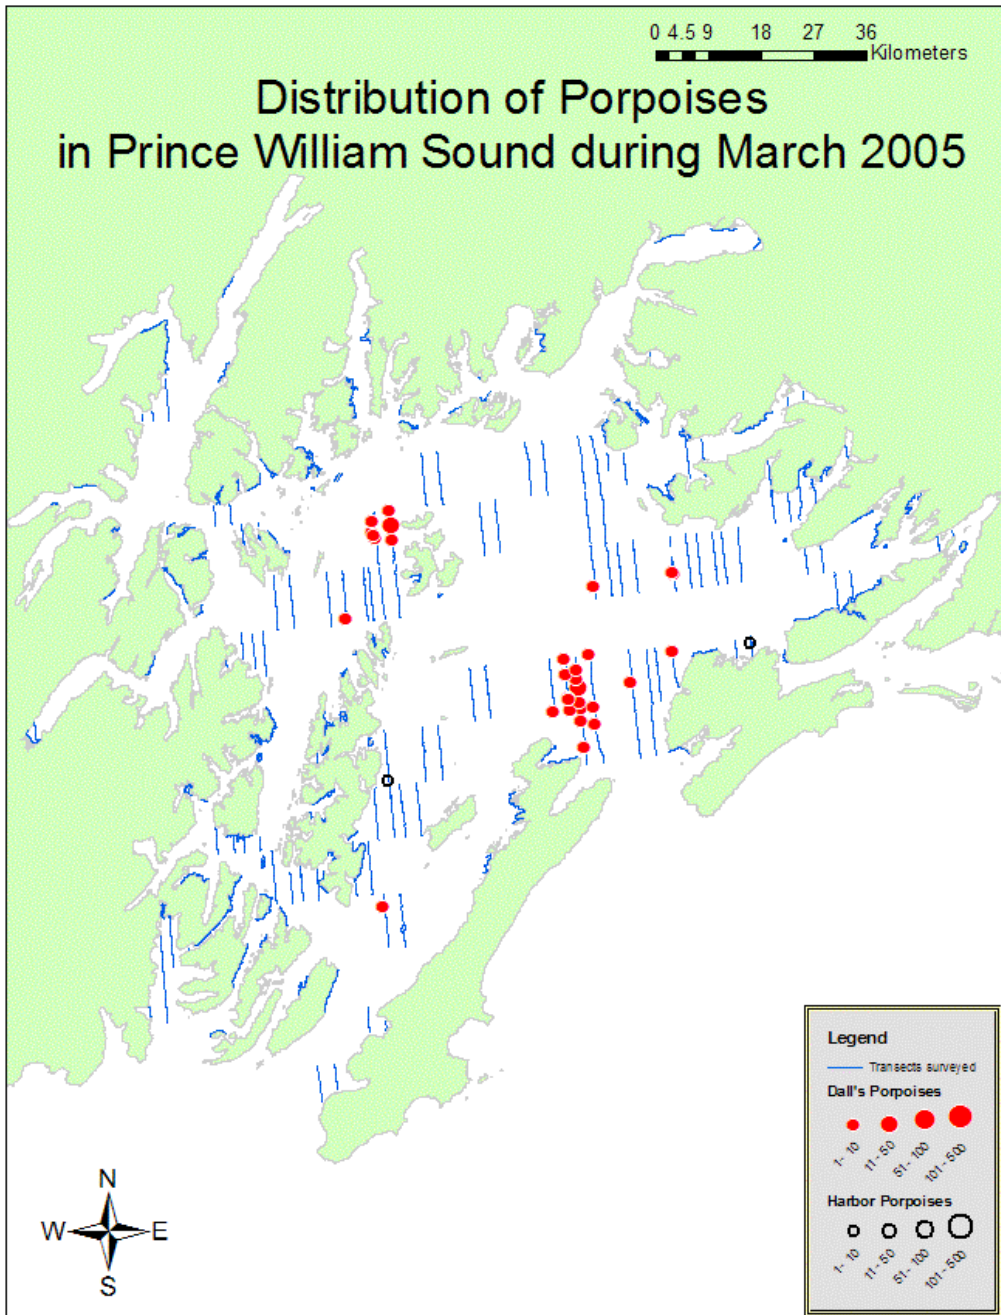 0 4.5 9 18 27 36
Kilometers
Distribution of Porpoises
in Prince William Sound during March 2005
Legend
Transects surveyed
Dall's Porpoises
1 - 10 11 - 50 51 - 100 101 - 500
Harbor Porpoises
1 - 10 11 - 50 51 - 100 101 - 500
N
W E
S